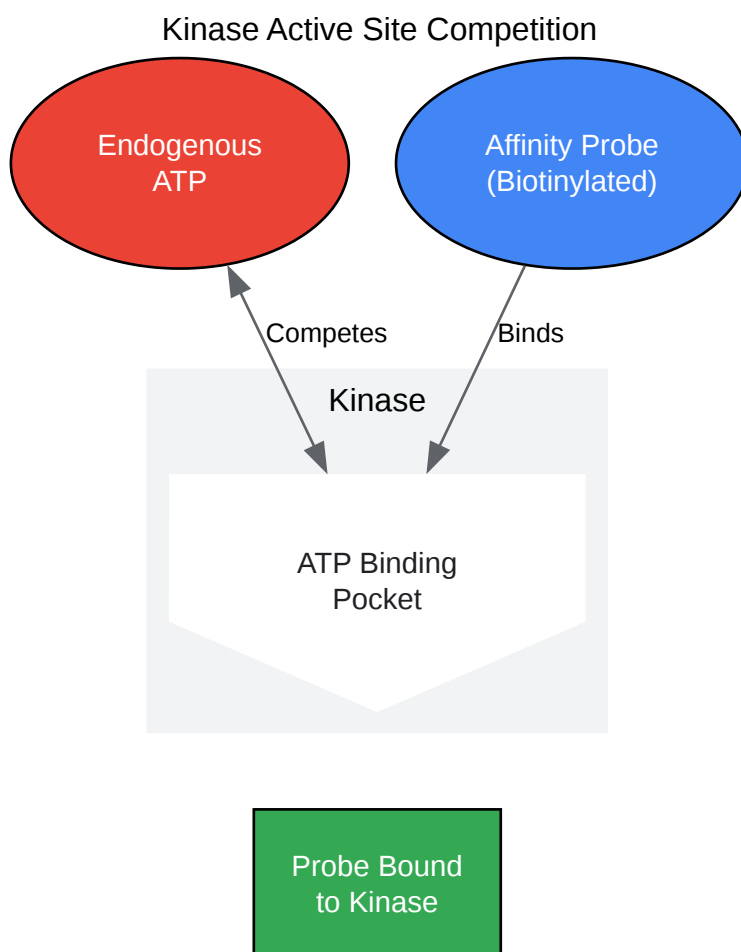 Kinase Active Site Competition
Endogenous
ATP
Affinity Probe
(Biotinylated)
Competes
Binds
Kinase
ATP Binding
Pocket
Probe Bound
to Kinase